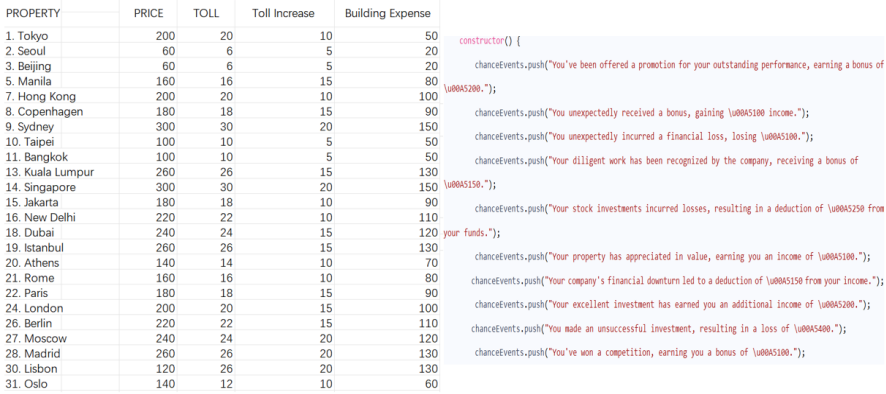 PROPERTY PRICE TOLL Toll Increase Building Expense
1. Tokyo 200 20 10 50
2. Seoul 60 6 5 20
3. Beijing 60 6 5 20
5. Manila 160 16 15 80
7. Hong Kong 200 20 10 100
8. Copenhagen 180 18 15 90
9. Sydney 300 30 20 150
10. Taipei 100 10 5 50
11. Bangkok 100 10 5 50
13. Kuala Lumpur 260 26 15 130
14. Singapore 300 30 20 150
15. Jakarta 180 18 10 90
16. New Delhi 220 22 10 110
18. Dubai 240 24 15 120
19. Istanbul 260 26 15 130
20. Athens 140 14 10 70
21. Rome 160 16 10 80
22. Paris 180 18 15 90
24. London 200 20 15 100
26. Berlin 220 22 15 110
27. Moscow 240 24 20 120
28. Madrid 260 26 20 130
30. Lisbon 120 26 20 130
31. Oslo 140 12 10 60
constructor() {
chanceEvents.push("You've been offered a promotion for your outstanding performance, earning a bonus of
\u00A5200.");
chanceEvents.push("You unexpectedly received a bonus, gaining \u00A5100 income.");
chanceEvents.push("You unexpectedly incurred a financial loss, losing \u00A5100.");
chanceEvents.push("Your diligent work has been recognized by the company, receiving a bonus of
\u00A5150.");
chanceEvents.push("Your stock investments incurred losses, resulting in a deduction of \u00A5250 from
your funds.");
chanceEvents.push("Your property has appreciated in value, earning you an income of \u00A5100.");
chanceEvents.push("Your company's financial downturn led to a deduction of \u00A5150 from your income.");
chanceEvents.push("Your excellent investment has earned you an additional income of \u00A5200.");
chanceEvents.push("You made an unsuccessful investment, resulting in a loss of \u00A5400.");
chanceEvents.push("You've won a competition, earning you a bonus of \u00A5100.");